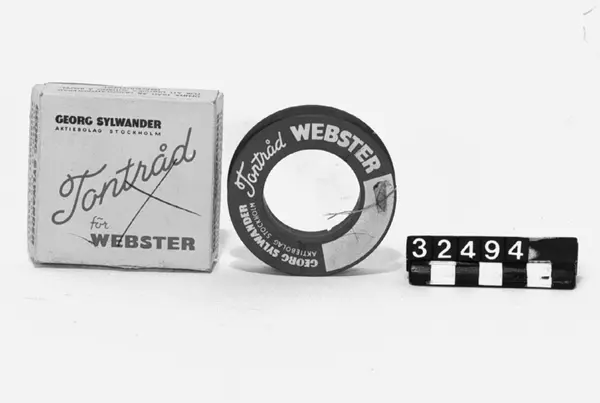 GEORG SYLWANDER
AKTIEBOLAG STOCKHOLM
Tontråd
för
WEBSTER
Tontråd WEBSTER
GEORG SYLWANDER
AKTIEBOLAG STOCKHOLM
32494